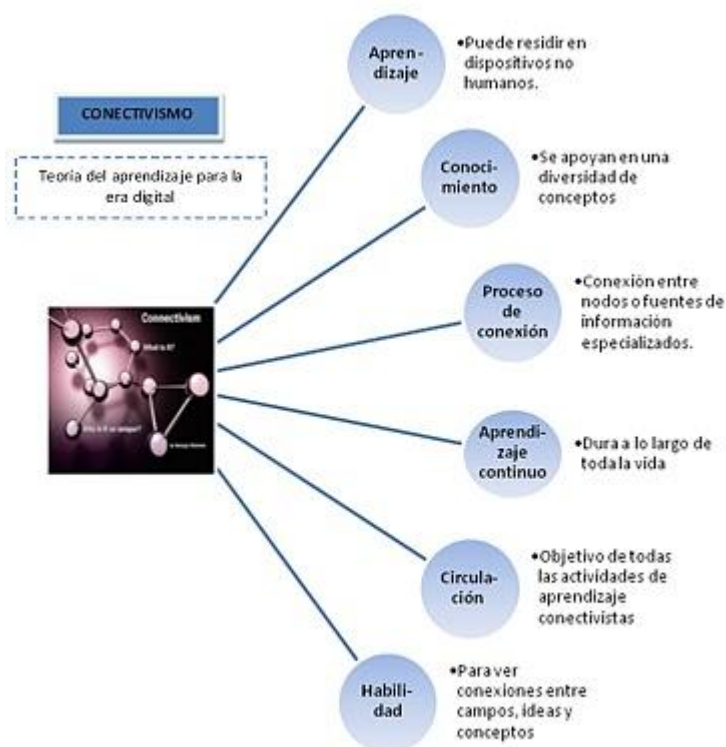 CONECTIVISMO
Teoría del aprendizaje para la
era digital
Connectivism
What is it?
Apren-
dizaje
•Puede residir en
dispositivos no
humanos.
Conoci-
miento
•Se apoyan en una
diversidad de
conceptos
Proceso
de
conexión
•Conexión entre
nodos o fuentes de
información
especializados.
Aprendi-
zaje
continuo
•Dura a lo largo de
toda la vida
Circula-
ción
•Objetivo de todas
las actividades de
aprendizaje
conectivistas
Habili-
dad
•Para ver
conexiones entre
campos, ideas y
conceptos